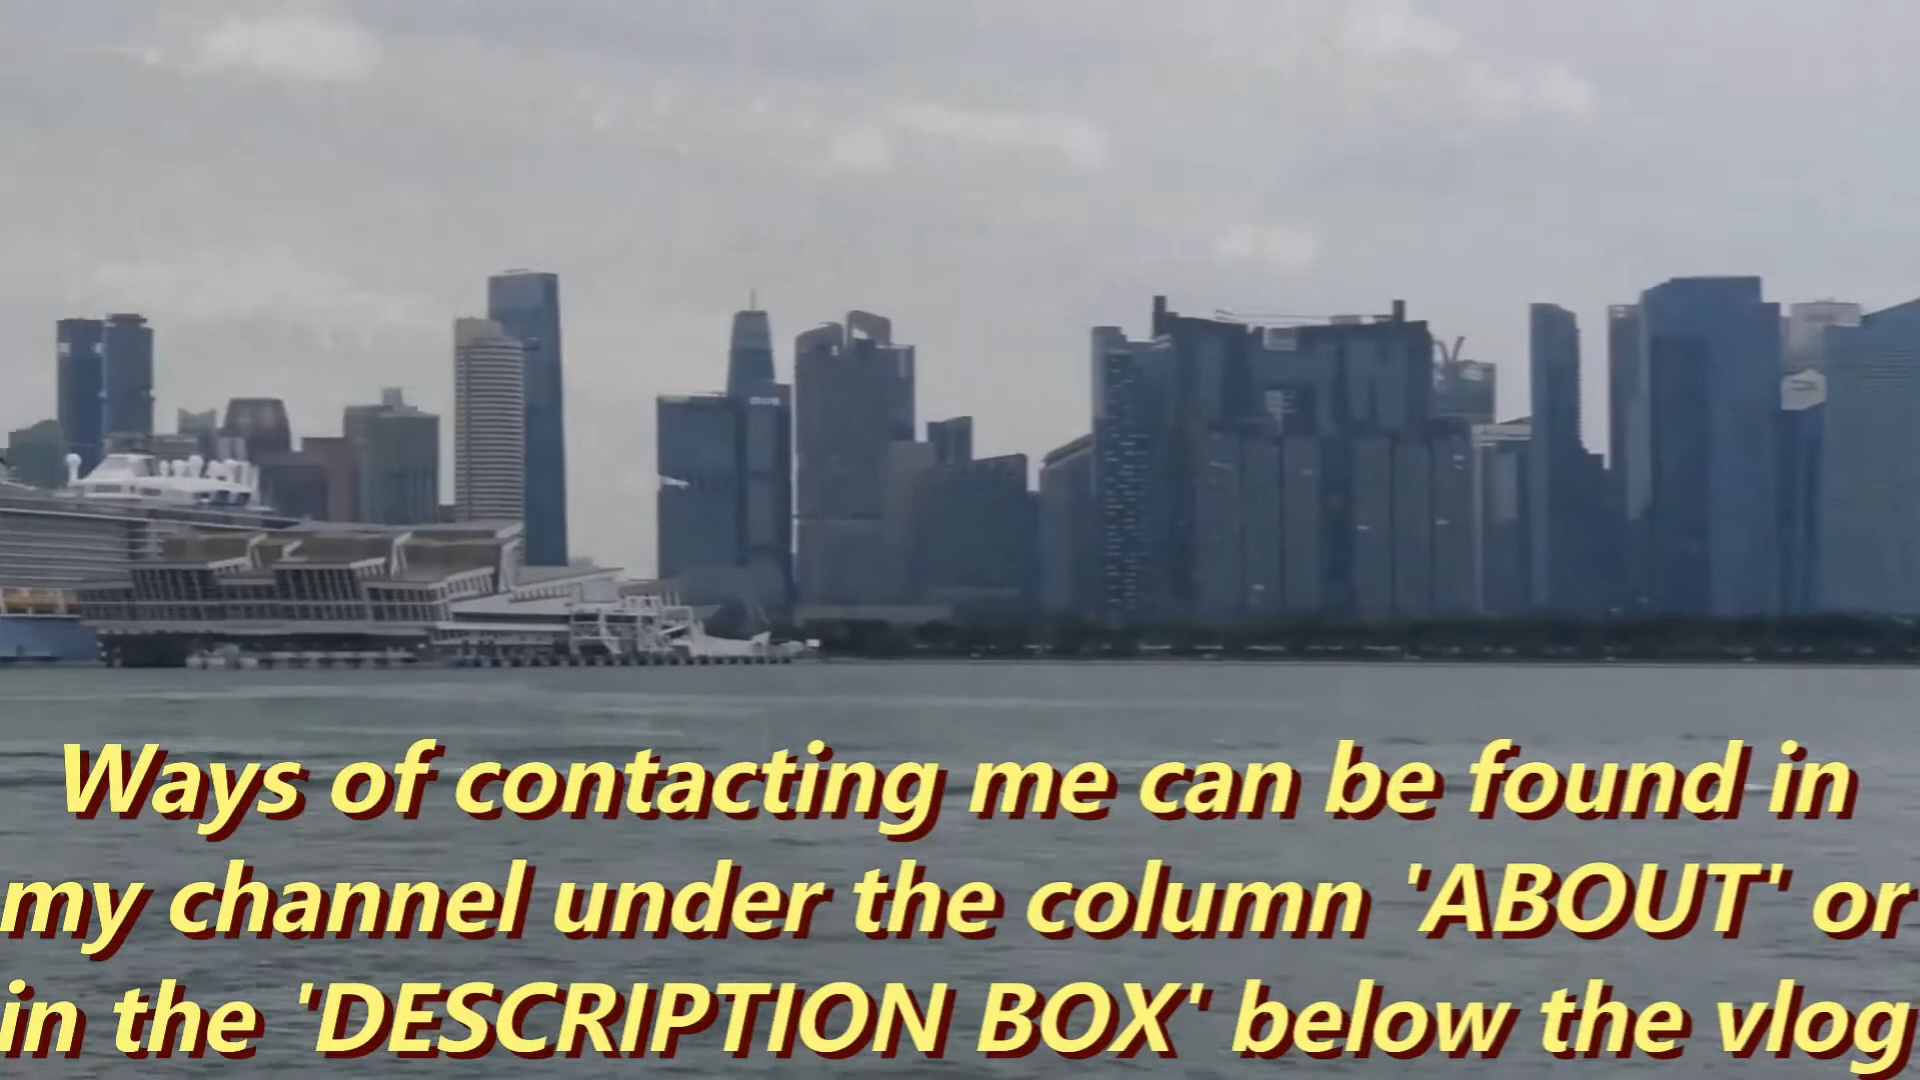 Ways of contacting me can be found in
my channel under the column 'ABOUT' or
in the 'DESCRIPTION BOX' below the vlog